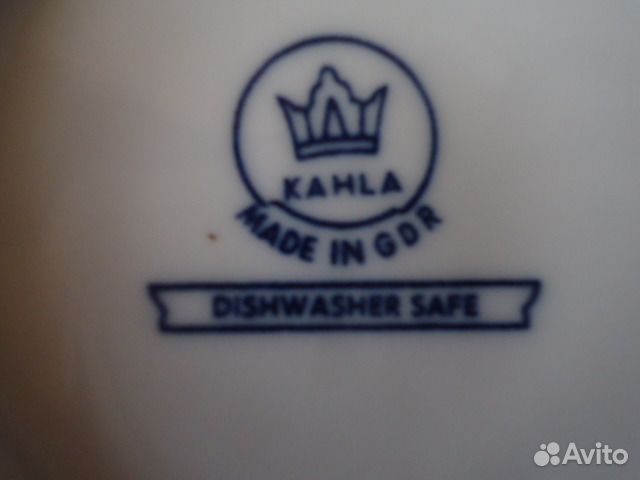 KAHLA
MADE IN GDR
DISHWASHER SAFE
Avito